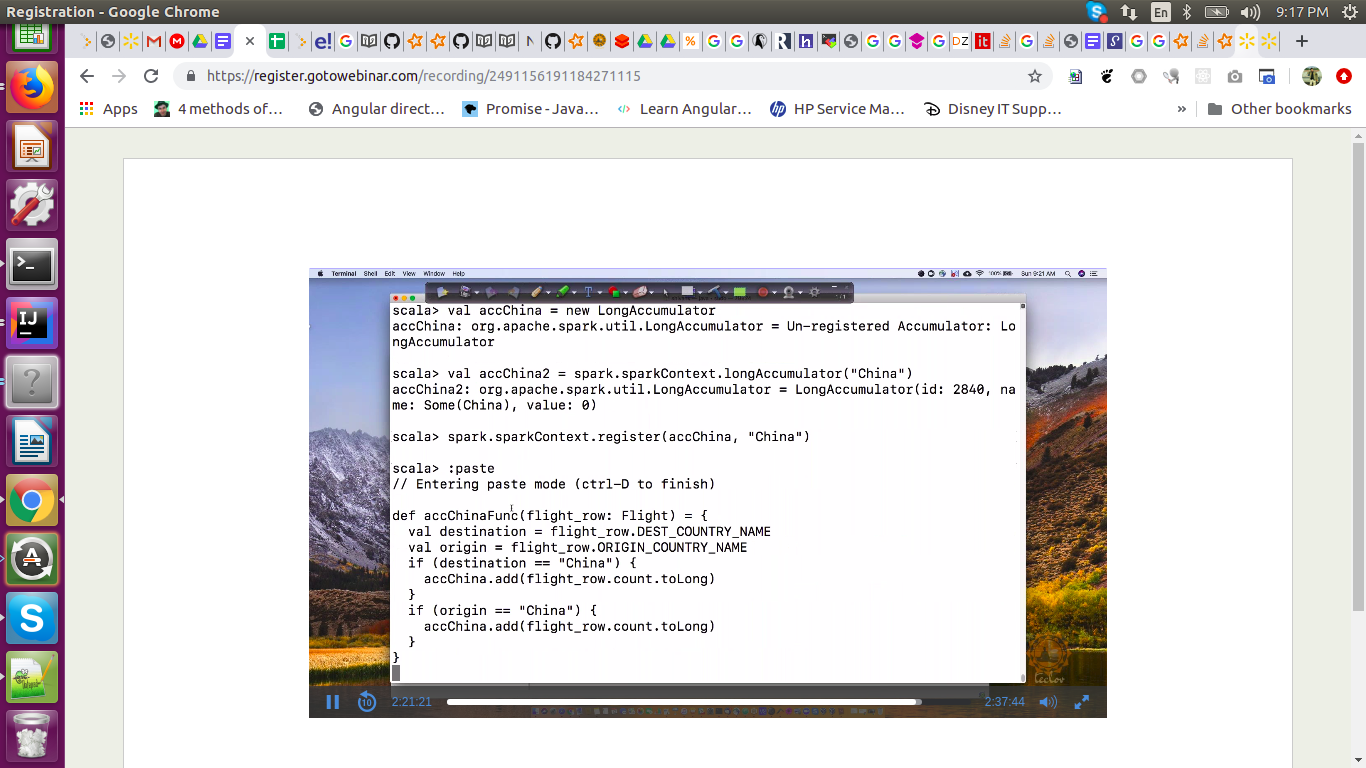 Registration - Google Chrome
En
9:17 PM
https://register.gotowebinar.com/recording/2491156191184271115
Apps
4 methods of…
Angular direct…
Promise - Java…
Learn Angular…
HP Service Ma…
Disney IT Supp…
»
Other bookmarks
Terminal Shell Edit View Window Help
100%
Sun 9:21 AM
scala> val accChina = new LongAccumulator
accChina: org.apache.spark.util.LongAccumulator = Un-registered Accumulator: Lo
ngAccumulator
scala> val accChina2 = spark.sparkContext.longAccumulator("China")
accChina2: org.apache.spark.util.LongAccumulator = LongAccumulator(id: 2840, na
me: Some(China), value: 0)
scala> spark.sparkContext.register(accChina, "China")
scala> :paste
// Entering paste mode (ctrl-D to finish)
def accChinaFunc(flight_row: Flight) = {
val destination = flight_row.DEST_COUNTRY_NAME
val origin = flight_row.ORIGIN_COUNTRY_NAME
if (destination == "China") {
accChina.add(flight_row.count.toLong)
}
if (origin == "China") {
accChina.add(flight_row.count.toLong)
}
}
10
2:21:21
2:37:44